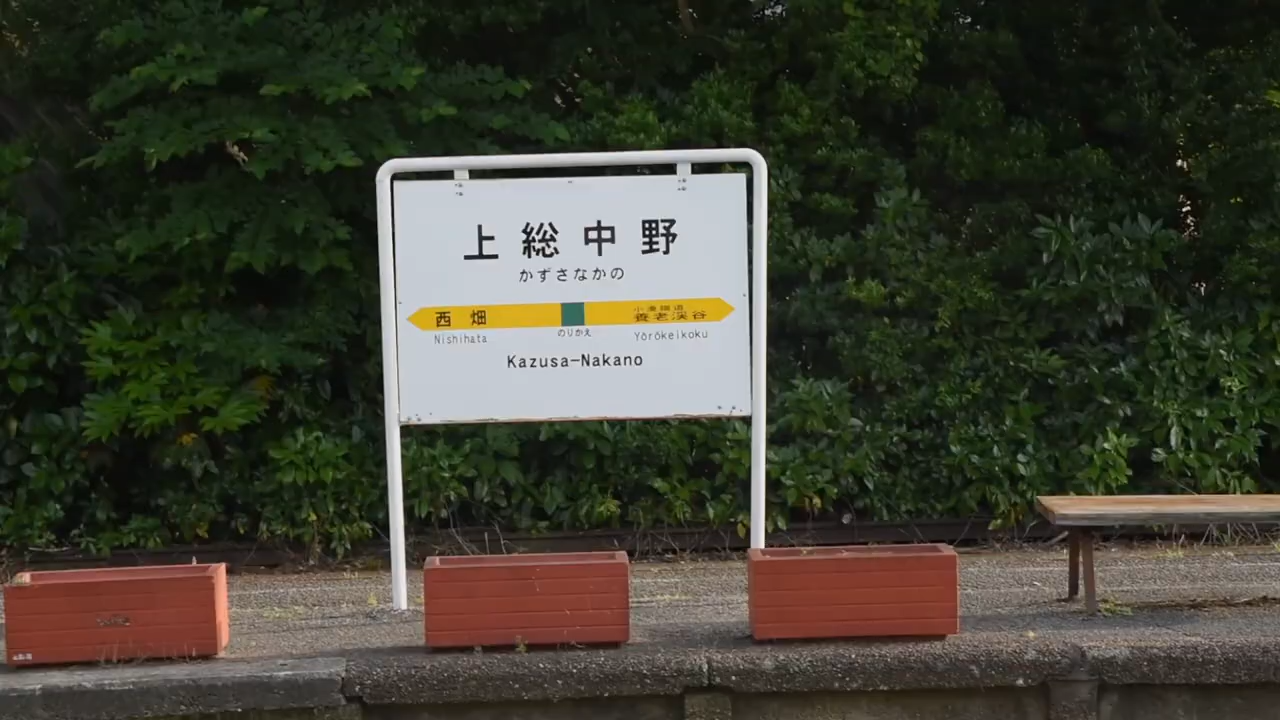 上総中野
かずさなかの
西畑
小湊鐵道
養老渓谷
Nishihata
のりかえ
Yōrōkeikoku
Kazusa-Nakano